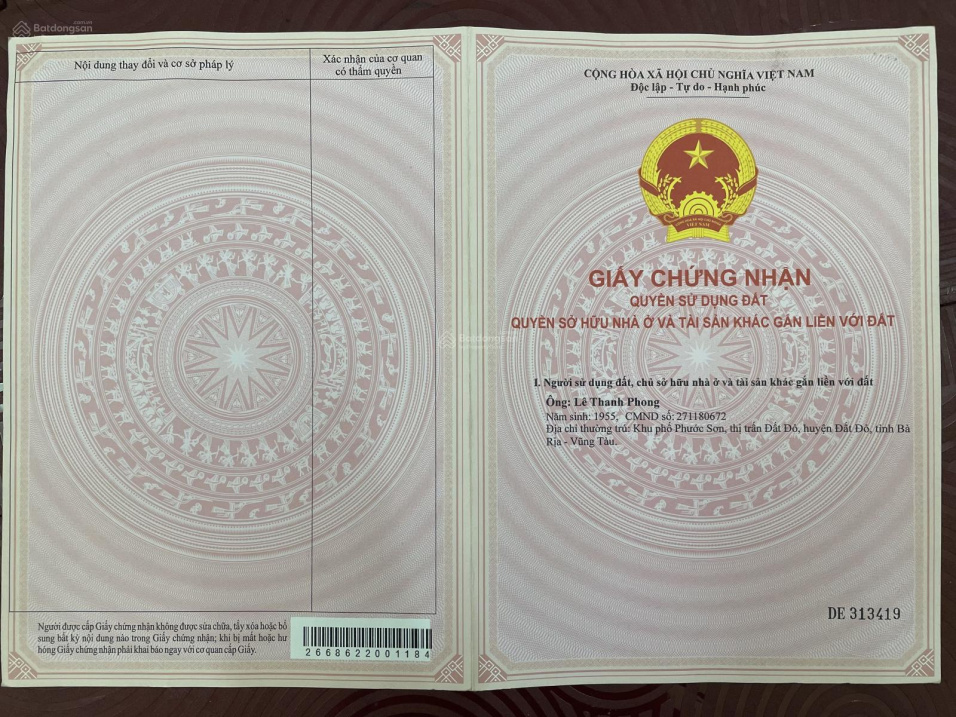 Batdongsan
.com.vn
Nội dung thay đổi và cơ sở pháp lý
Xác nhận của cơ quan
có thẩm quyền
Người được cấp Giấy chứng nhận không được sửa chữa, tẩy xóa hoặc bổ
sung bất kỳ nội dung nào trong Giấy chứng nhận; khi bị mất hoặc hư
hỏng Giấy chứng nhận phải khai báo ngay với cơ quan cấp Giấy.
2668622001184
CỘNG HÒA XÃ HỘI CHỦ NGHĨA VIỆT NAM
Độc lập - Tự do - Hạnh phúc
VIỆT NAM
GIẤY CHỨNG NHẬN
QUYỀN SỬ DỤNG ĐẤT
QUYỀN SỞ HỮU NHÀ Ở VÀ TÀI SẢN KHÁC GẮN LIỀN VỚI ĐẤT
Batdongsan
I. Người sử dụng đất, chủ sở hữu nhà ở và tài sản khác gắn liền với đất
Ông: Lê Thanh Phong
Năm sinh: 1955, CMND số: 271180672
Địa chỉ thường trú: Khu phố Phước Sơn, thị trấn Đất Đỏ, huyện Đất Đỏ, tỉnh Bà
Rịa - Vũng Tàu.
DE 313419